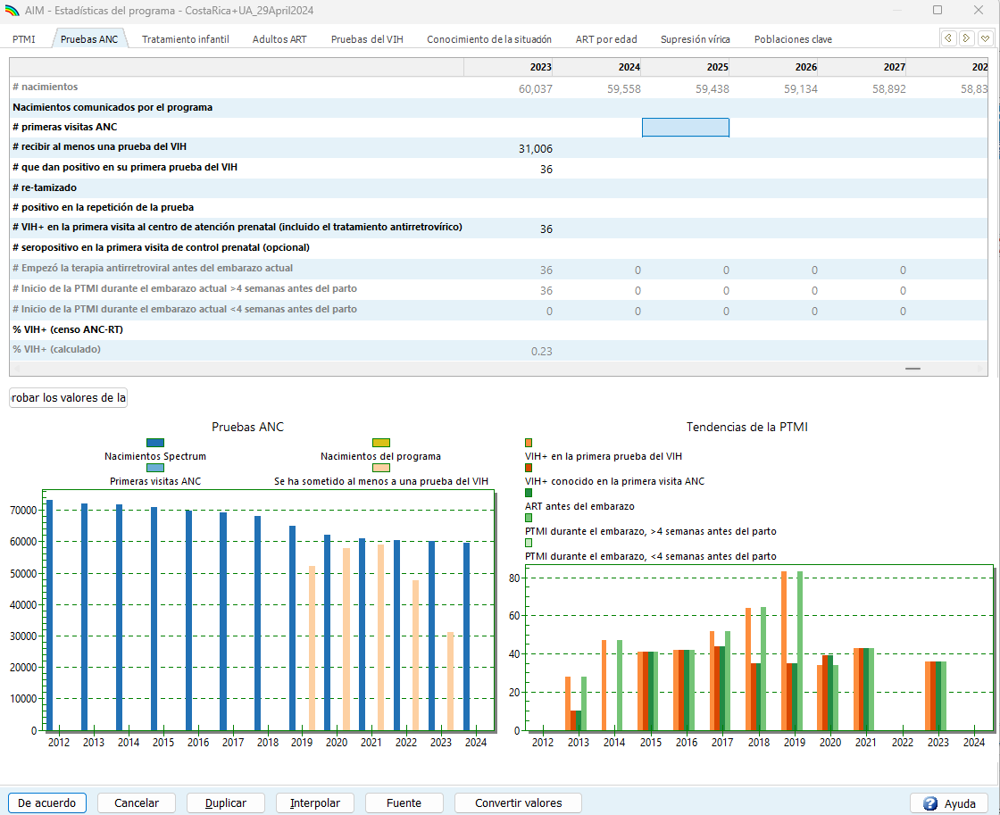 AIM - Estadísticas del programa - CostaRica+UA_29April2024
PTMI Pruebas ANC Tratamiento infantil Adultos ART Pruebas del VIH Conocimiento de la situación ART por edad Supresión vírica Poblaciones clave
2023 2024 2025 2026 2027 202
# nacimientos 60,037 59,558 59,438 59,134 58,892 58,83
Nacimientos comunicados por el programa
# primeras visitas ANC
# recibir al menos una prueba del VIH 31,006
# que dan positivo en su primera prueba del VIH 36
# re-tamizado
# positivo en la repetición de la prueba
# VIH+ en la primera visita al centro de atención prenatal (incluido el tratamiento antirretrovírico) 36
# seropositivo en la primera visita de control prenatal (opcional)
# Empezó la terapia antirretroviral antes del embarazo actual 36 0 0 0 0
# Inicio de la PTMI durante el embarazo actual >4 semanas antes del parto 36 0 0 0 0
# Inicio de la PTMI durante el embarazo actual <4 semanas antes del parto 0 0 0 0 0
% VIH+ (censo ANC-RT)
% VIH+ (calculado) 0.23
robar los valores de la
Pruebas ANC
Nacimientos Spectrum Nacimientos del programa
Primeras visitas ANC Se ha sometido al menos a una prueba del VIH
70000
60000
50000
40000
30000
20000
10000
0
2012 2013 2014 2015 2016 2017 2018 2019 2020 2021 2022 2023 2024
Tendencias de la PTMI
VIH+ en la primera prueba del VIH
VIH+ conocido en la primera visita ANC
ART antes del embarazo
PTMI durante el embarazo, >4 semanas antes del parto
PTMI durante el embarazo, <4 semanas antes del parto
80
60
40
20
0
2012 2013 2014 2015 2016 2017 2018 2019 2020 2021 2022 2023 2024
De acuerdo Cancelar Duplicar Interpolar Fuente Convertir valores ? Ayuda